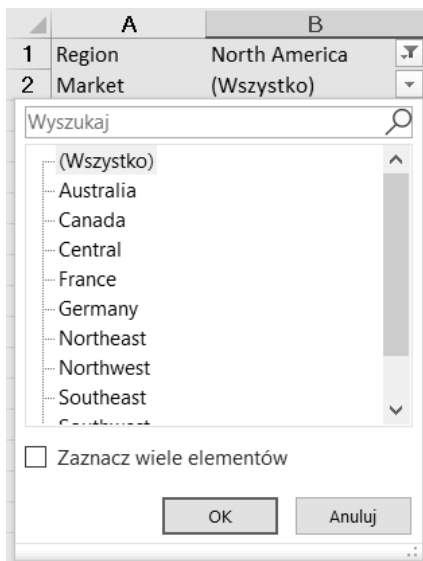 A B
1 Region North America
2 Market (Wszystko)
Wyszukaj
(Wszystko)
Australia
Canada
Central
France
Germany
Northeast
Northwest
Southeast
Zaznacz wiele elementów
OK Anuluj